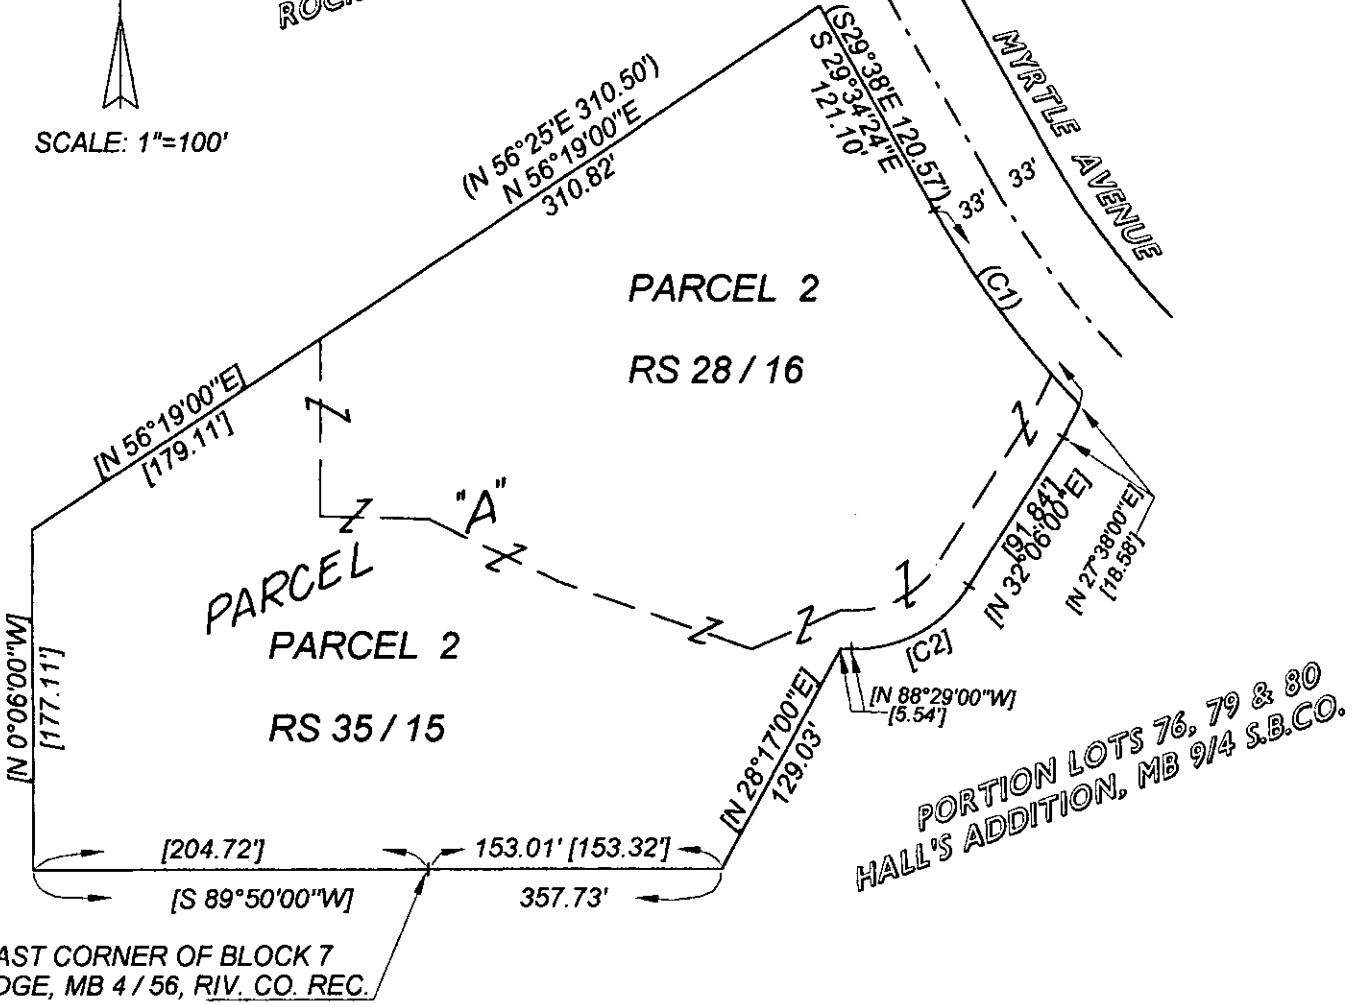 SCALE: 1"=100'
(N 56°25'E 310.50')
N 56°19'00"E
310.82'
(S29°38'E 120.57')
S 29°34'24"E
121.10'
MYRTLE AVENUE
33'
33'
(C1)
PARCEL 2
RS 28 / 16
[N 56°19'00"E]
[179.11']
"A"
PARCEL
PARCEL 2
RS 35 / 15
[N 0°06'00"W]
[177.11']
[91.84']
[N 32°06'00"E]
[N 27°38'00"E]
[18.58']
[C2]
[N 88°29'00"W]
[5.54']
[N 28°17'00"E]
129.03'
PORTION LOTS 76, 79 & 80
HALL'S ADDITION, MB 9/4 S.B.CO.
[204.72']
153.01' [153.32']
[S 89°50'00"W]
357.73'
AST CORNER OF BLOCK 7
DGE, MB 4 / 56, RIV. CO. REC.